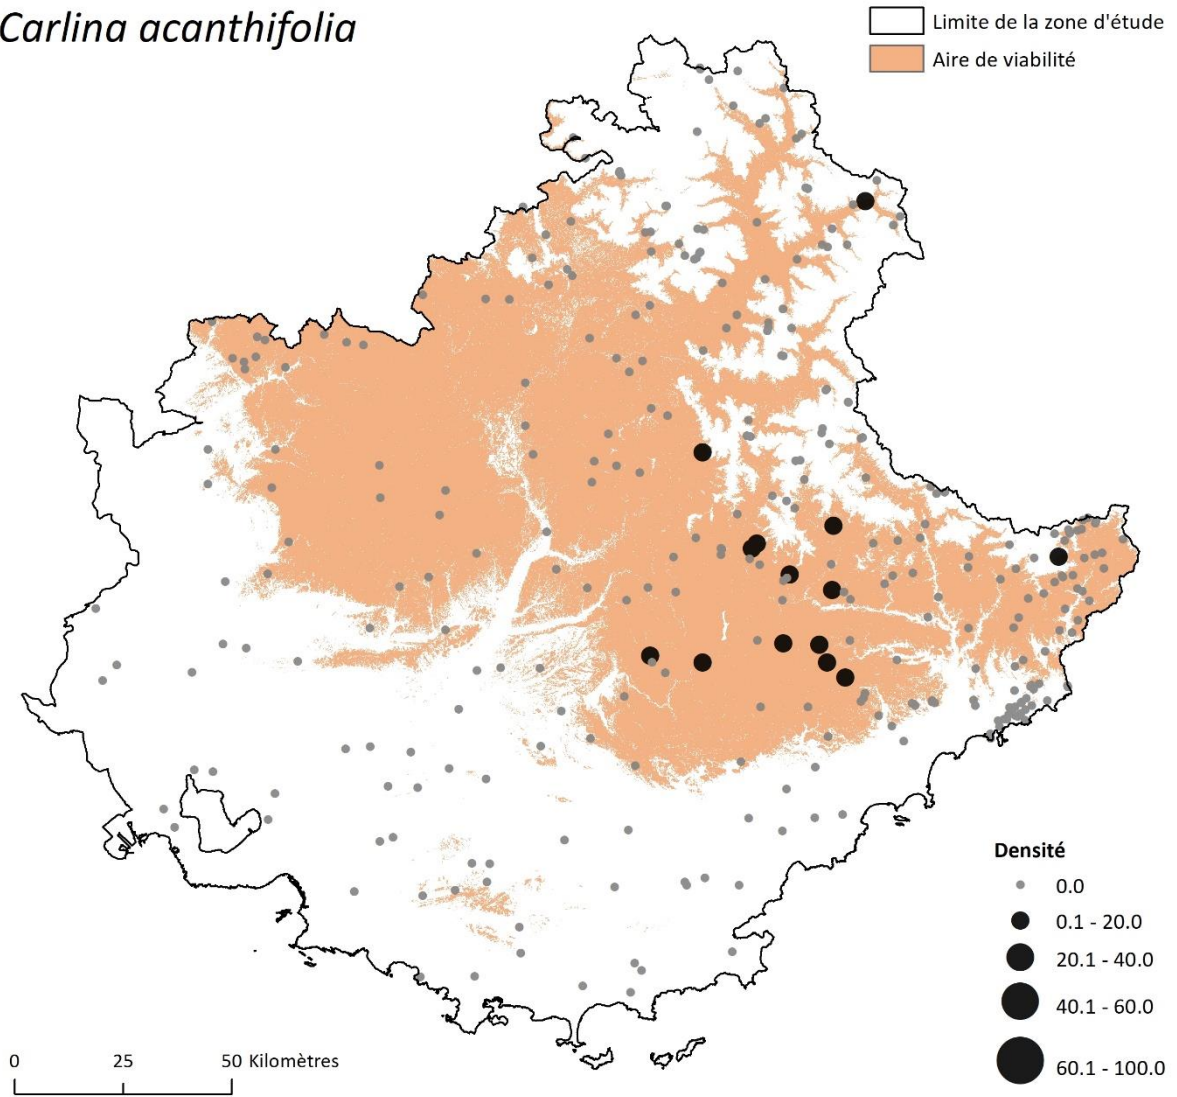 Carlina acanthifolia
Limite de la zone d'étude
Aire de viabilité
Densité
0.0
0.1 - 20.0
20.1 - 40.0
40.1 - 60.0
60.1 - 100.0
0 25 50 Kilomètres